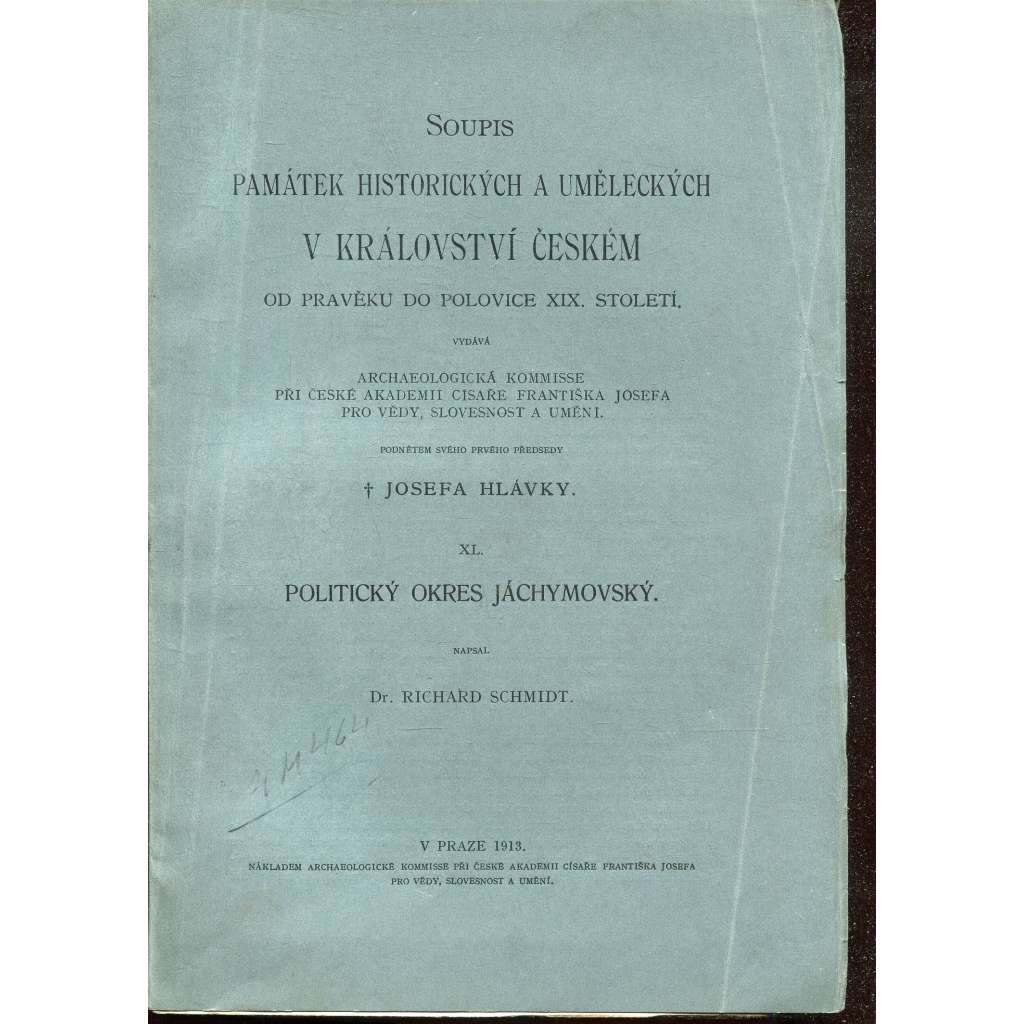 SOUPIS
PAMÁTEK HISTORICKÝCH A UMĚLECKÝCH
V KRÁLOVSTVÍ ČESKÉM
OD PRAVĚKU DO POLOVICE XIX. STOLETÍ.
VYDÁVÁ
ARCHAEOLOGICKÁ KOMMISSE
PŘI ČESKÉ AKADEMII CÍSAŘE FRANTIŠKA JOSEFA
PRO VĚDY, SLOVESNOST A UMĚNÍ.
PODNĚTEM SVÉHO PRVÉHO PŘEDSEDY
† JOSEFA HLÁVKY.
XL.
POLITICKÝ OKRES JÁCHYMOVSKÝ.
NAPSAL
Dr. RICHARD SCHMIDT.
V PRAZE 1913.
NÁKLADEM ARCHAEOLOGICKÉ KOMMISSE PŘI ČESKÉ AKADEMII CÍSAŘE FRANTIŠKA JOSEFA
PRO VĚDY, SLOVESNOST A UMĚNÍ.